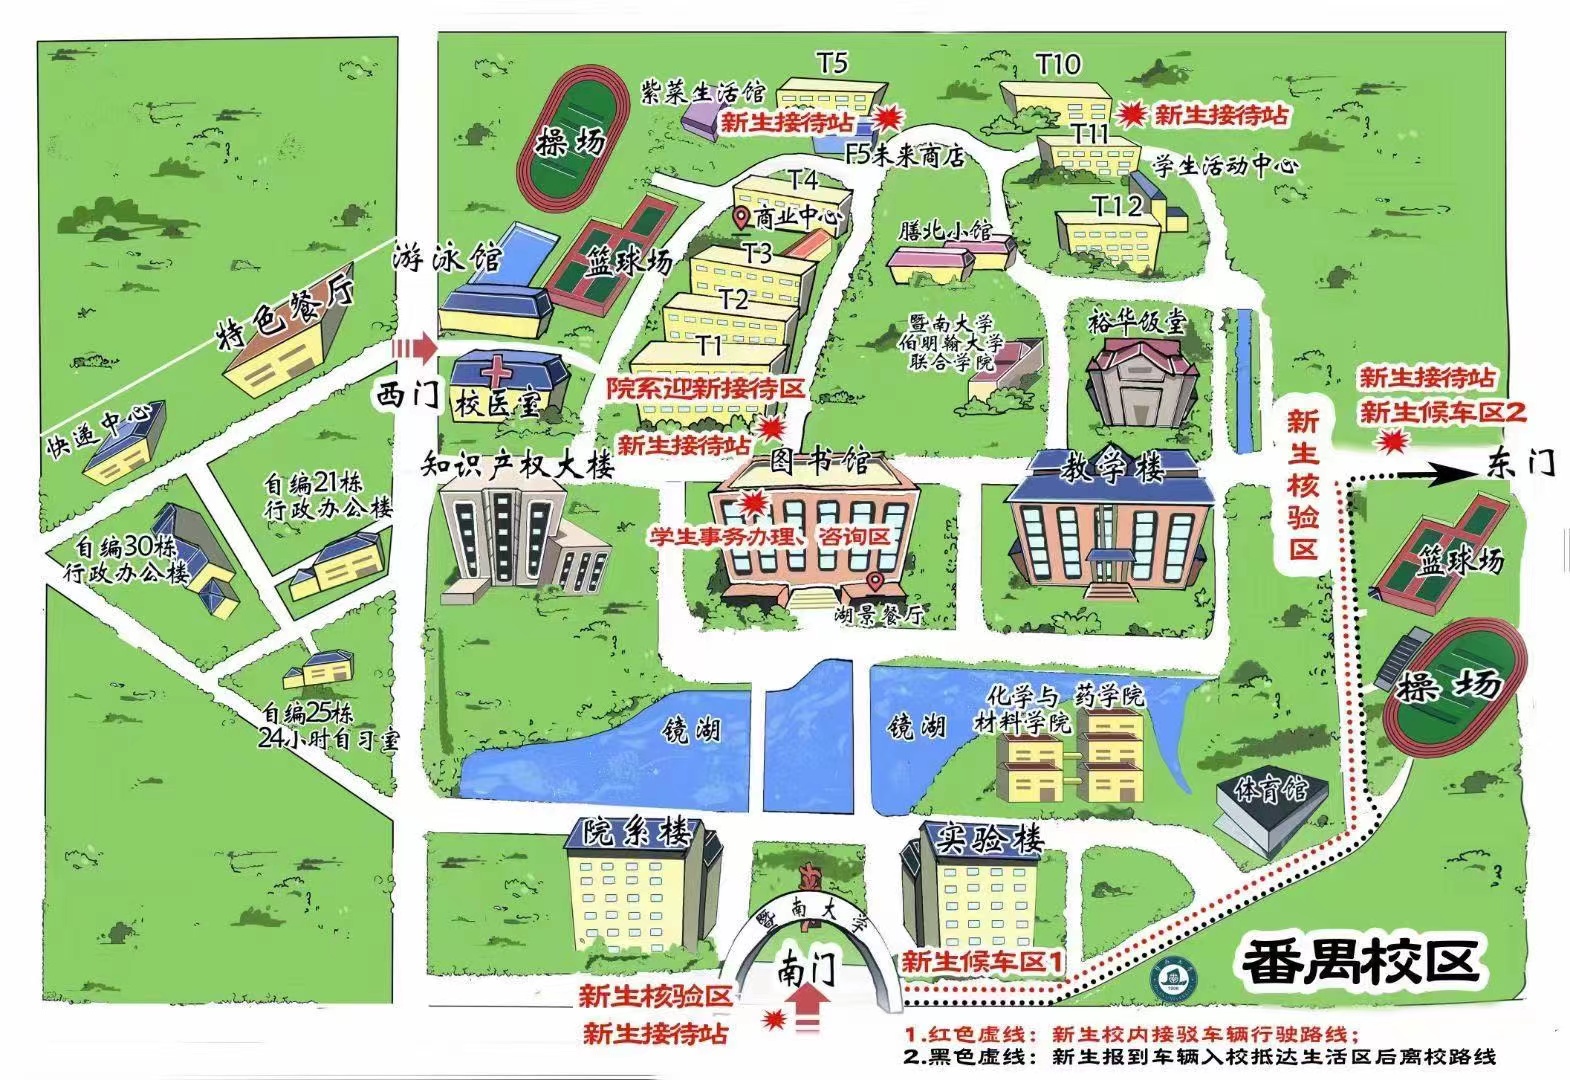 T5
T10
紫菜生活馆
新生接待站
新生接待站
操场
T11
F5未来商店
学生活动中心
T4
商业中心
T12
膳北小馆
游泳馆
篮球场
T3
特色餐厅
T2
暨南大学
伯明翰大学
联合学院
裕华饭堂
T1
西门
校医室
院系迎新接待区
新生接待站
新生接待站
新生候车区2
快递中心
新生核验区
知识产权大楼
图书馆
教学楼
东门
自编21栋
行政办公楼
学生事务办理、咨询区
自编30栋
行政办公楼
篮球场
湖景餐厅
操场
自编25栋
24小时自习室
镜湖
镜湖
化学与
材料学院
药学院
体育馆
院系楼
实验楼
暨南大学
南门
新生候车区1
番禺校区
新生核验区
新生接待站
1.红色虚线：新生校内接驳车辆行驶路线；
2.黑色虚线：新生报到车辆入校抵达生活区后离校路线